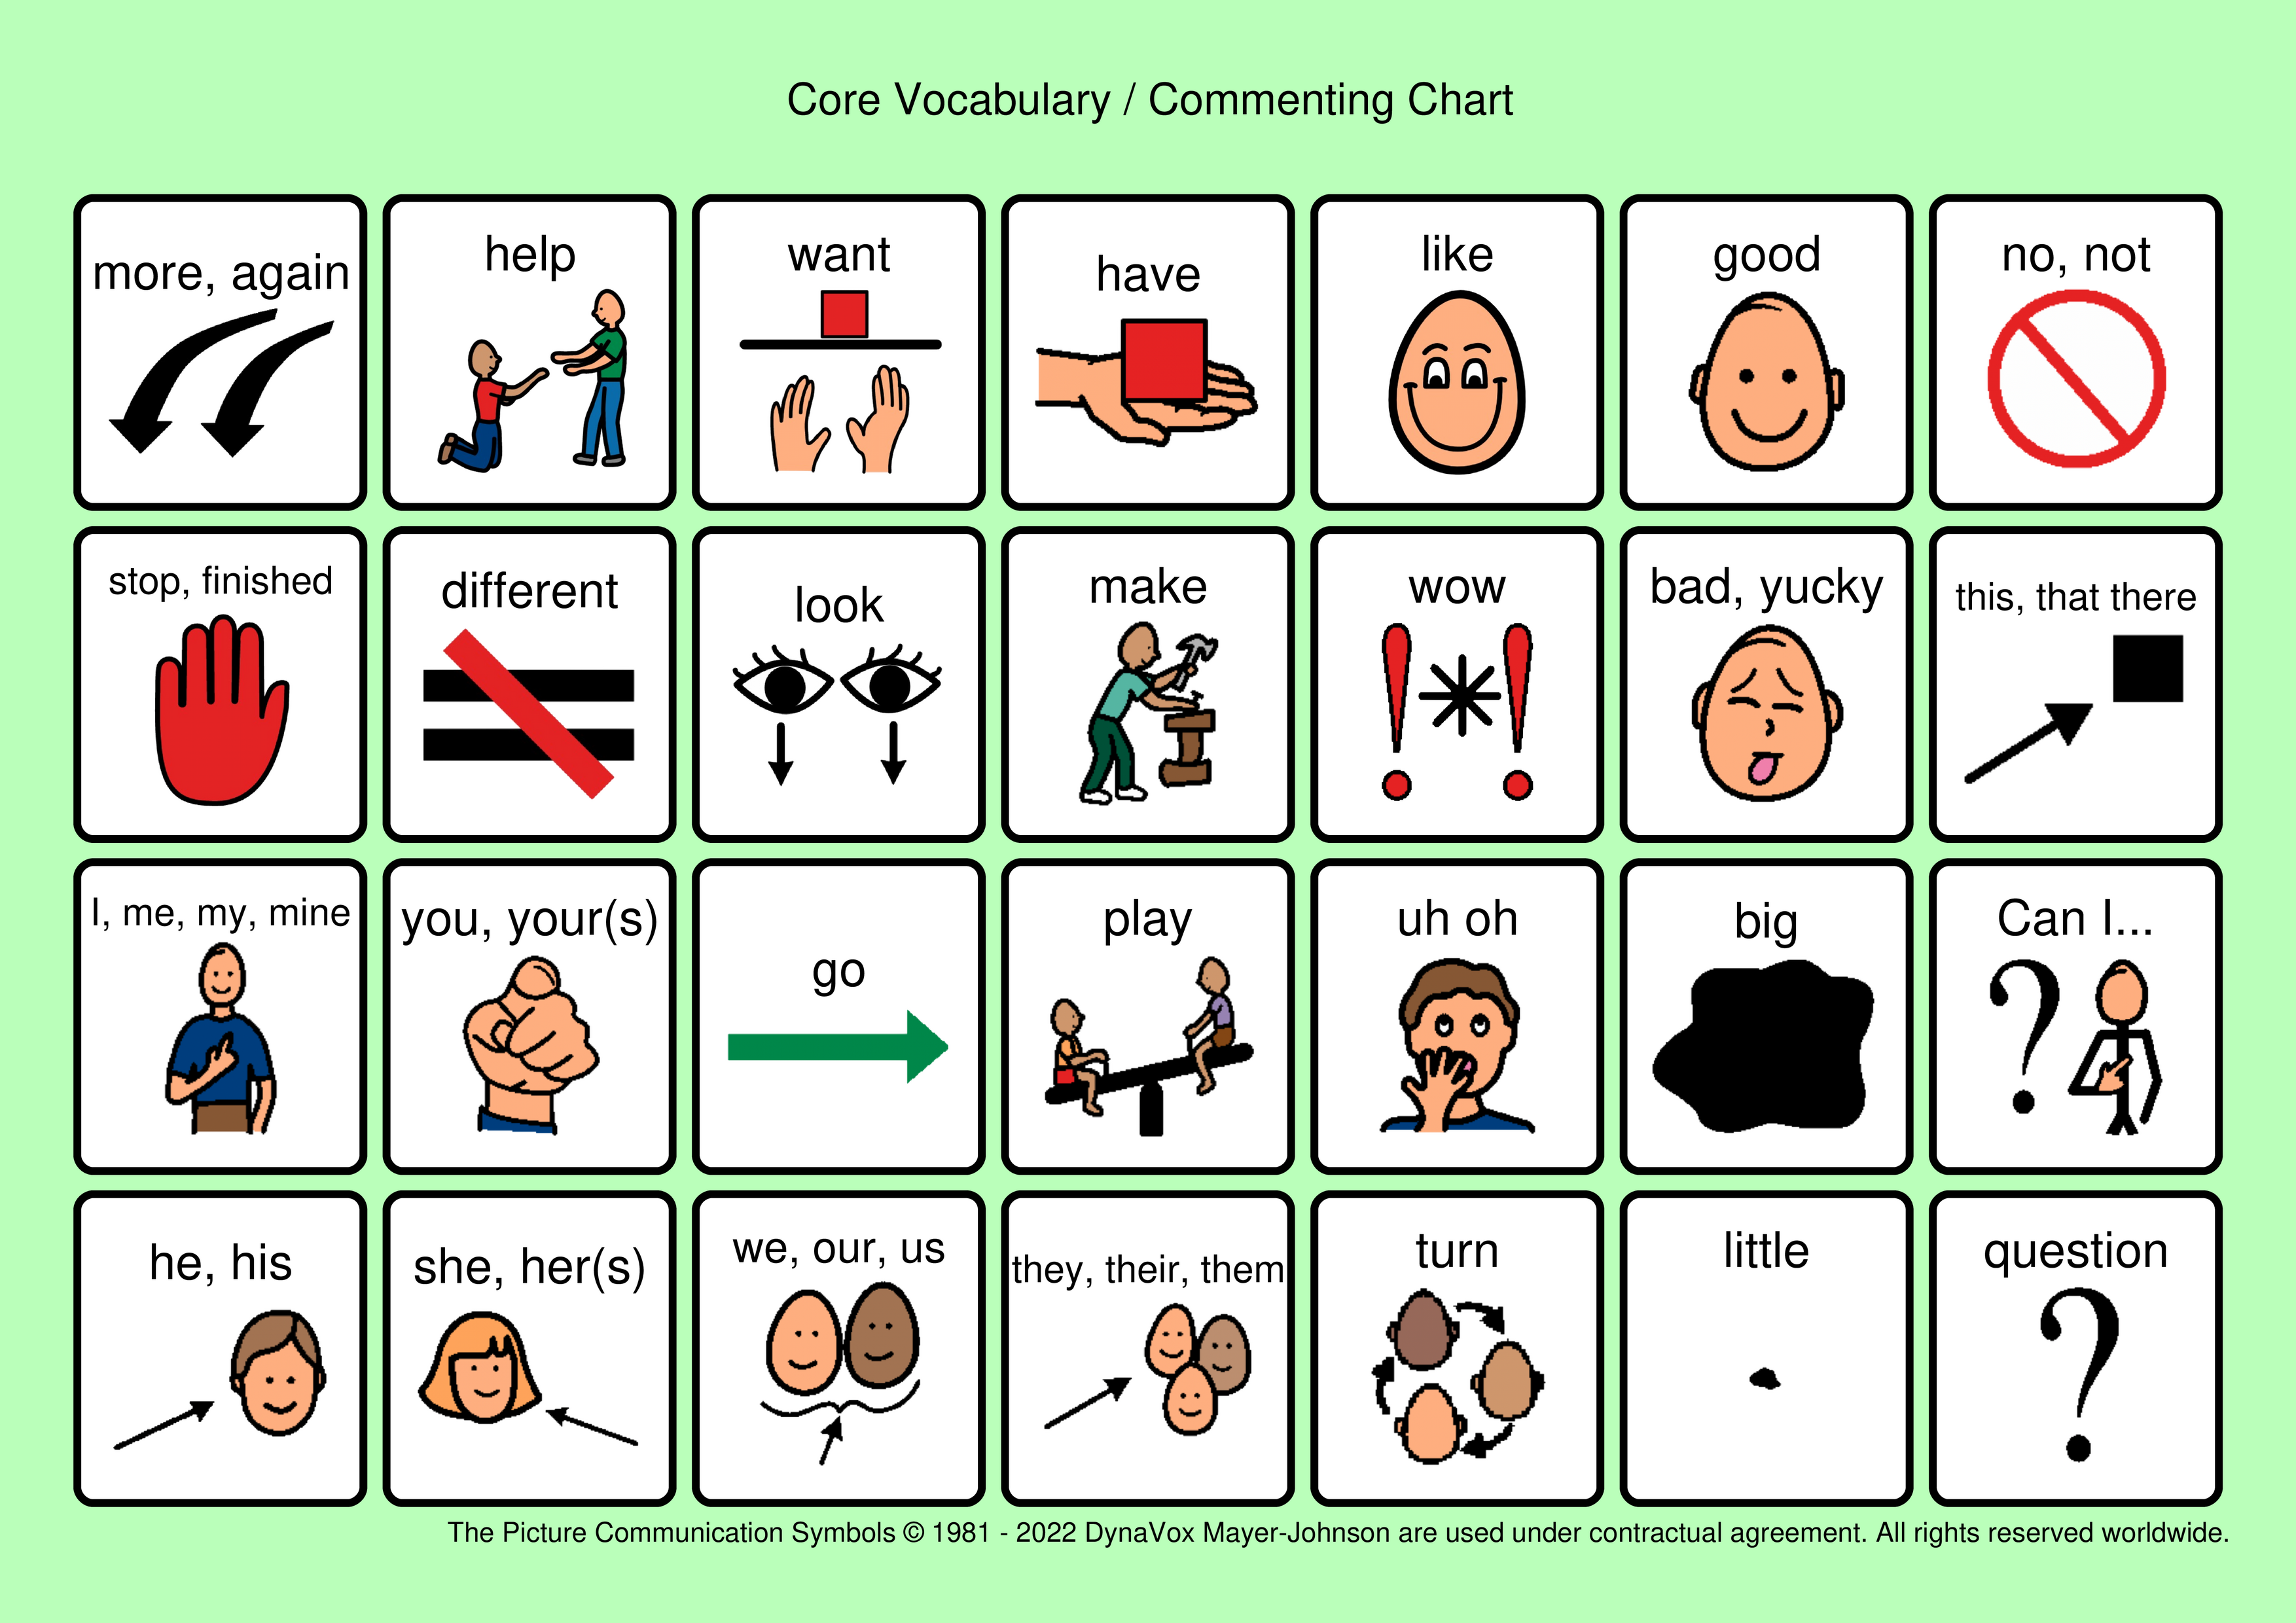 Core Vocabulary / Commenting Chart
more, again
help
want
have
like
good
no, not
stop, finished
different
look
make
wow
bad, yucky
this, that there
I, me, my, mine
you, your(s)
go
play
uh oh
big
Can I...
he, his
she, her(s)
we, our, us
they, their, them
turn
little
question
The Picture Communication Symbols © 1981 - 2022 DynaVox Mayer-Johnson are used under contractual agreement. All rights reserved worldwide.